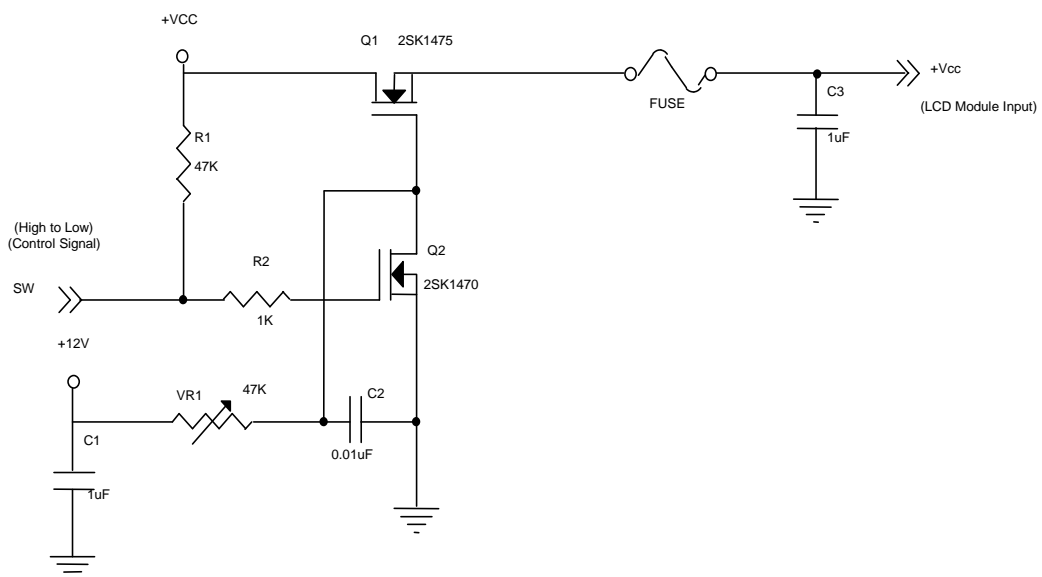 +VCC
Q1 2SK1475
FUSE
C3
1uF
+Vcc
(LCD Module Input)
R1
47K
(High to Low)
(Control Signal)
SW
R2
1K
Q2
2SK1470
+12V
VR1
47K
C2
0.01uF
C1
1uF